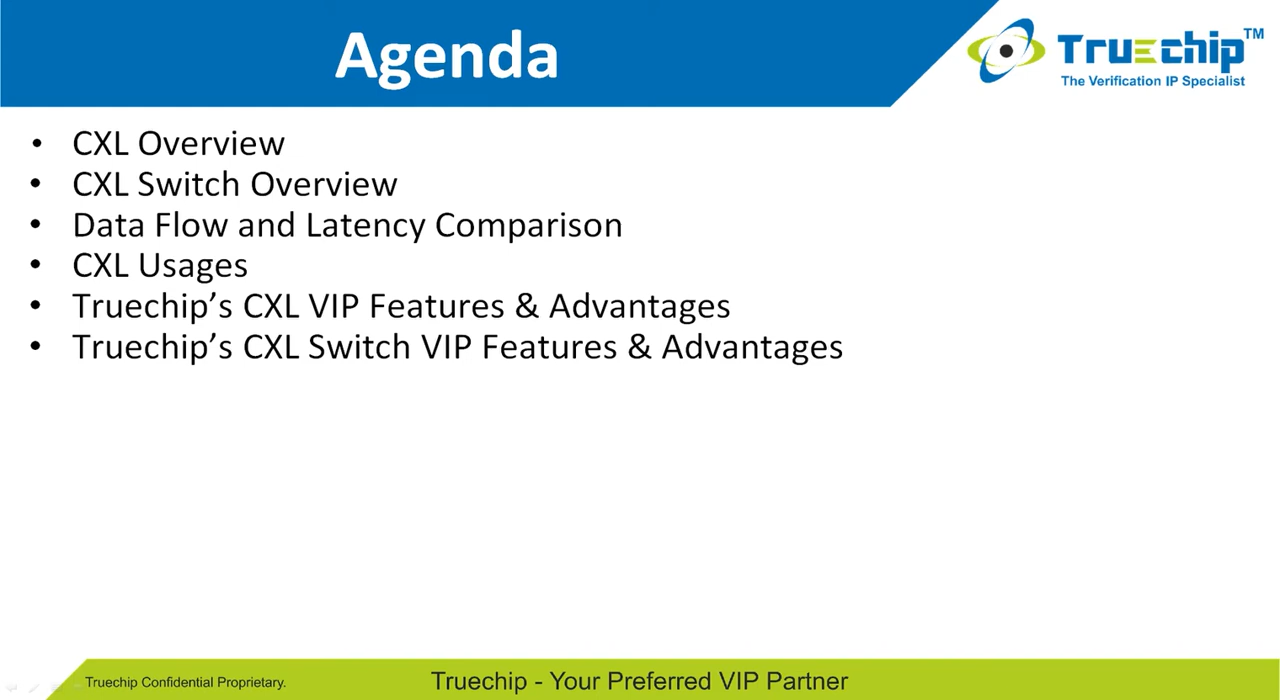 Agenda
Truechip™
The Verification IP Specialist
• CXL Overview
• CXL Switch Overview
• Data Flow and Latency Comparison
• CXL Usages
• Truechip’s CXL VIP Features & Advantages
• Truechip’s CXL Switch VIP Features & Advantages
Truechip Confidential Proprietary.
Truechip - Your Preferred VIP Partner